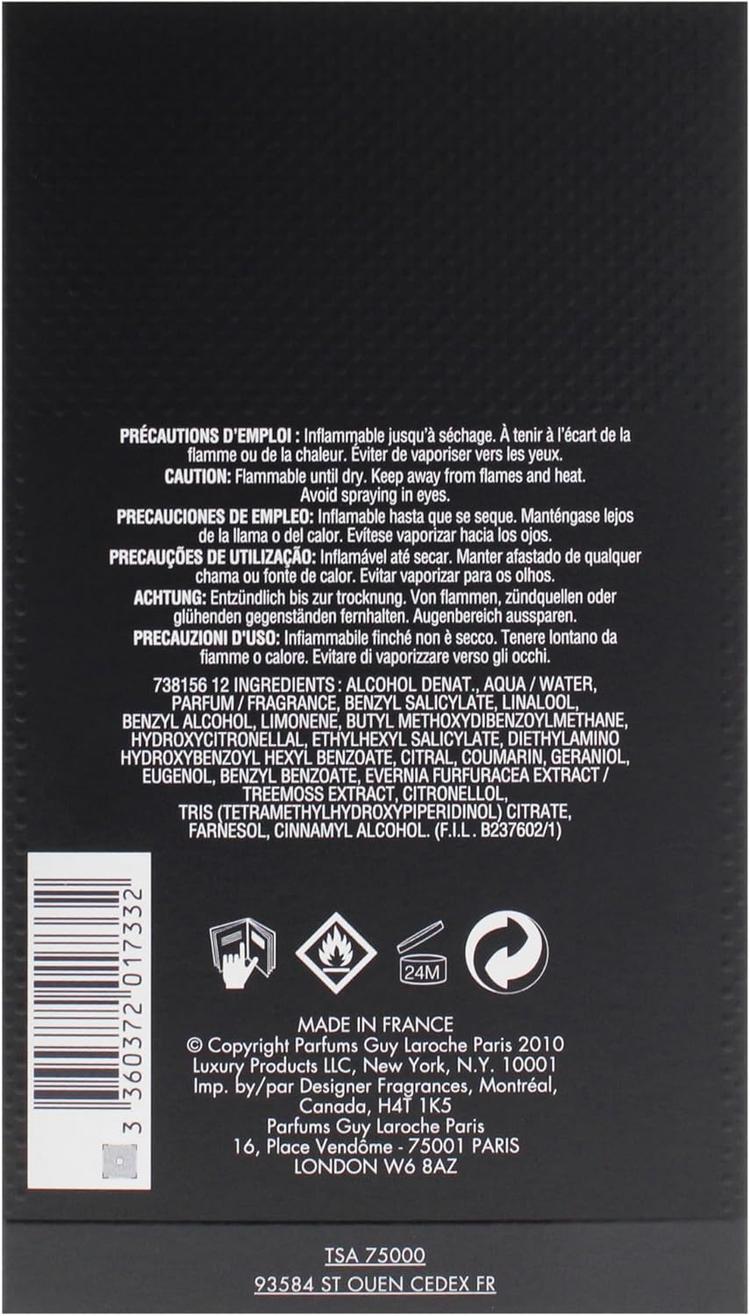 PRÉCAUTIONS D'EMPLOI : Inflammable jusqu'à séchage. À tenir à l'écart de la
flamme ou de la chaleur. Éviter de vaporiser vers les yeux.
CAUTION: Flammable until dry. Keep away from flames and heat.
Avoid spraying in eyes.
PRECAUCIONES DE EMPLEO: Inflamable hasta que se seque. Manténgase lejos
de la llama o del calor. Evítese vaporizar hacia los ojos.
PRECAUÇÕES DE UTILIZAÇÃO: Inflamável até secar. Manter afastado de qualquer
chama ou fonte de calor. Evitar vaporizar para os olhos.
ACHTUNG: Entzündlich bis zur trocknung. Von flammen, zündquellen oder
glühenden gegenständen fernhalten. Augenbereich aussparen.
PRECAUZIONI D'USO: Infiammabile finché non è secco. Tenere lontano da
fiamme o calore. Evitare di vaporizzare verso gli occhi.
738156 12 INGREDIENTS : ALCOHOL DENAT., AQUA / WATER,
PARFUM / FRAGRANCE, BENZYL SALICYLATE, LINALOOL,
BENZYL ALCOHOL, LIMONENE, BUTYL METHOXYDIBENZOYLMETHANE,
HYDROXYCITRONELLAL, ETHYLHEXYL SALICYLATE, DIETHYLAMINO
HYDROXYBENZOYL HEXYL BENZOATE, CITRAL, COUMARIN, GERANIOL,
EUGENOL, BENZYL BENZOATE, EVERNIA FURFURACEA EXTRACT /
TREEMOSS EXTRACT, CITRONELLOL,
TRIS (TETRAMETHYLHYDROXYPIPERIDINOL) CITRATE,
FARNESOL, CINNAMYL ALCOHOL. (F.I.L. B237602/1)
3 360372 017332
24M
MADE IN FRANCE
© Copyright Parfums Guy Laroche Paris 2010
Luxury Products LLC, New York, N.Y. 10001
Imp. by/par Designer Fragrances, Montréal,
Canada, H4T 1K5
Parfums Guy Laroche Paris
16, Place Vendôme - 75001 PARIS
LONDON W6 8AZ
TSA 75000
93584 ST OUEN CEDEX FR